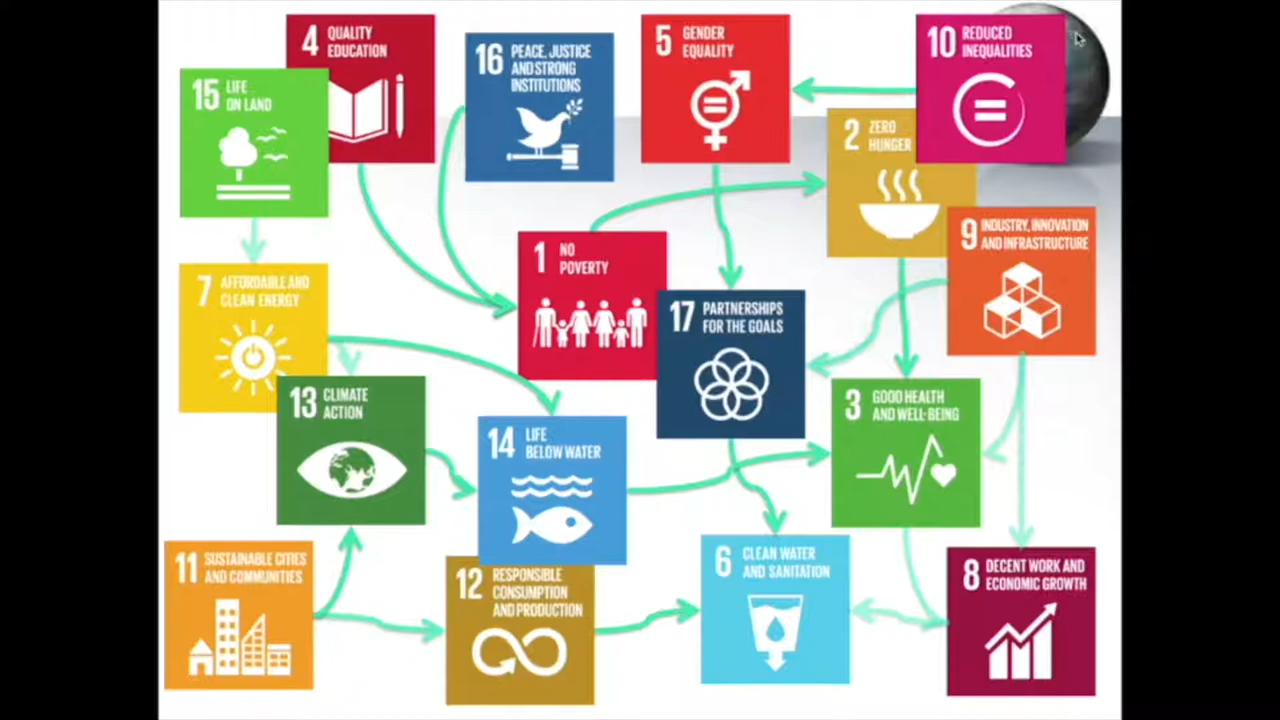 4 QUALITY
EDUCATION
16 PEACE, JUSTICE
AND STRONG
INSTITUTIONS
5 GENDER
EQUALITY
10 REDUCED
INEQUALITIES
15 LIFE
ON LAND
2 ZERO
HUNGER
9 INDUSTRY, INNOVATION
AND INFRASTRUCTURE
1 NO
POVERTY
7 AFFORDABLE AND
CLEAN ENERGY
17 PARTNERSHIPS
FOR THE GOALS
13 CLIMATE
ACTION
3 GOOD HEALTH
AND WELL-BEING
14 LIFE
BELOW WATER
11 SUSTAINABLE CITIES
AND COMMUNITIES
12 RESPONSIBLE
CONSUMPTION
AND PRODUCTION
6 CLEAN WATER
AND SANITATION
8 DECENT WORK AND
ECONOMIC GROWTH